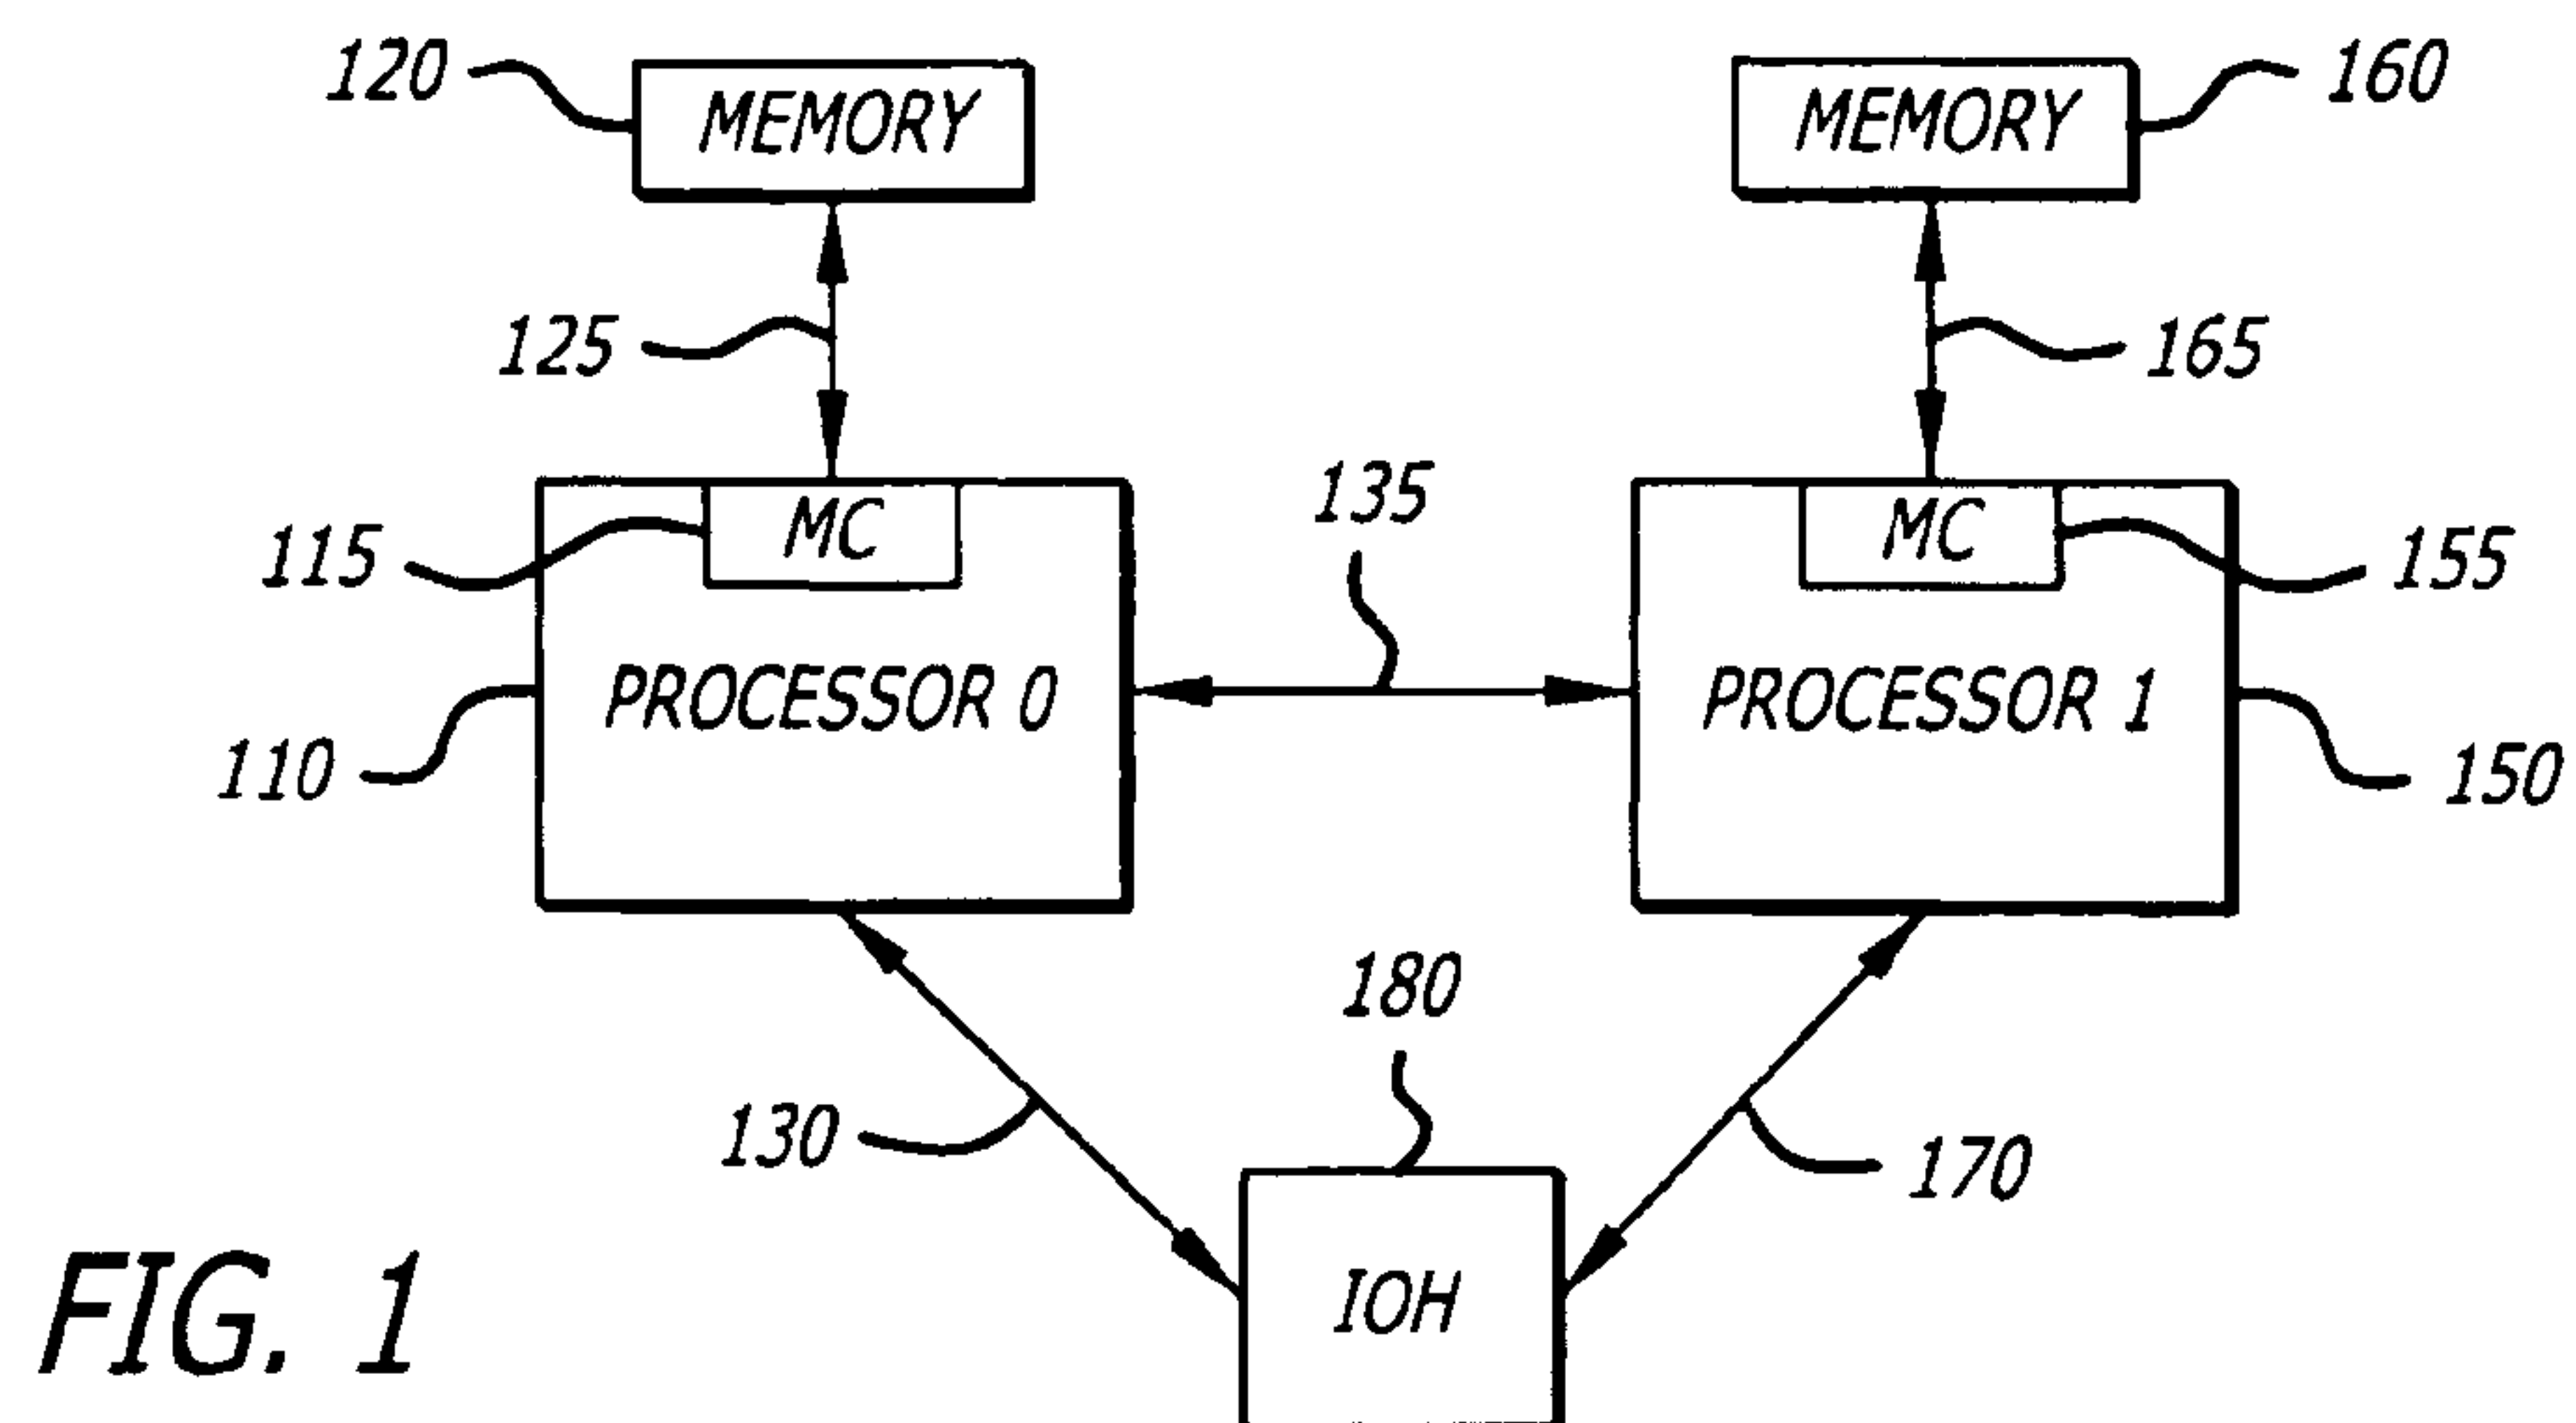 120
MEMORY
MEMORY
160
125
165
135
115
MC
MC
155
PROCESSOR 0
PROCESSOR 1
110
150
180
130
170
IOH
FIG. 1